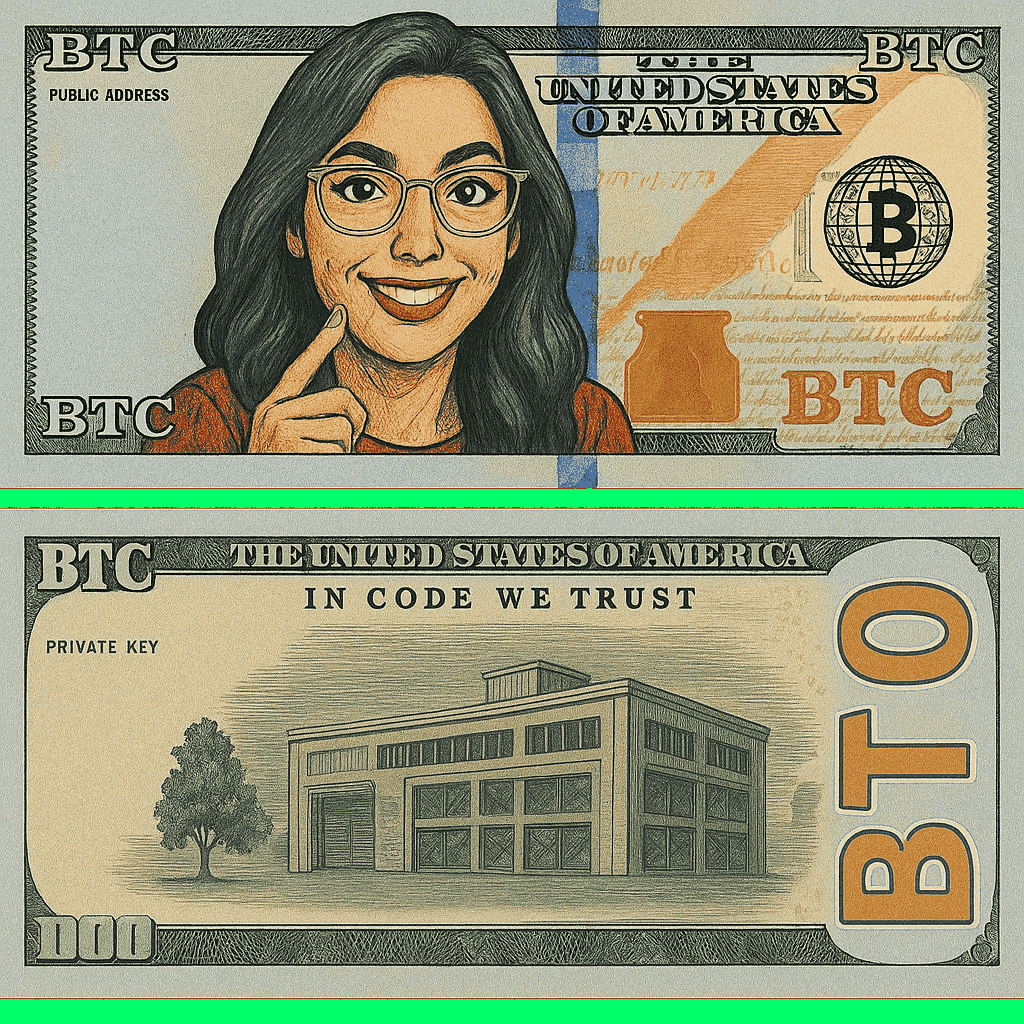 BTC
BTC
PUBLIC ADDRESS
THE
UNITED STATES
OF AMERICA
B
BTC
BTC
BTC
THE UNITED STATES OF AMERICA
IN CODE WE TRUST
PRIVATE KEY
BTO
DOO